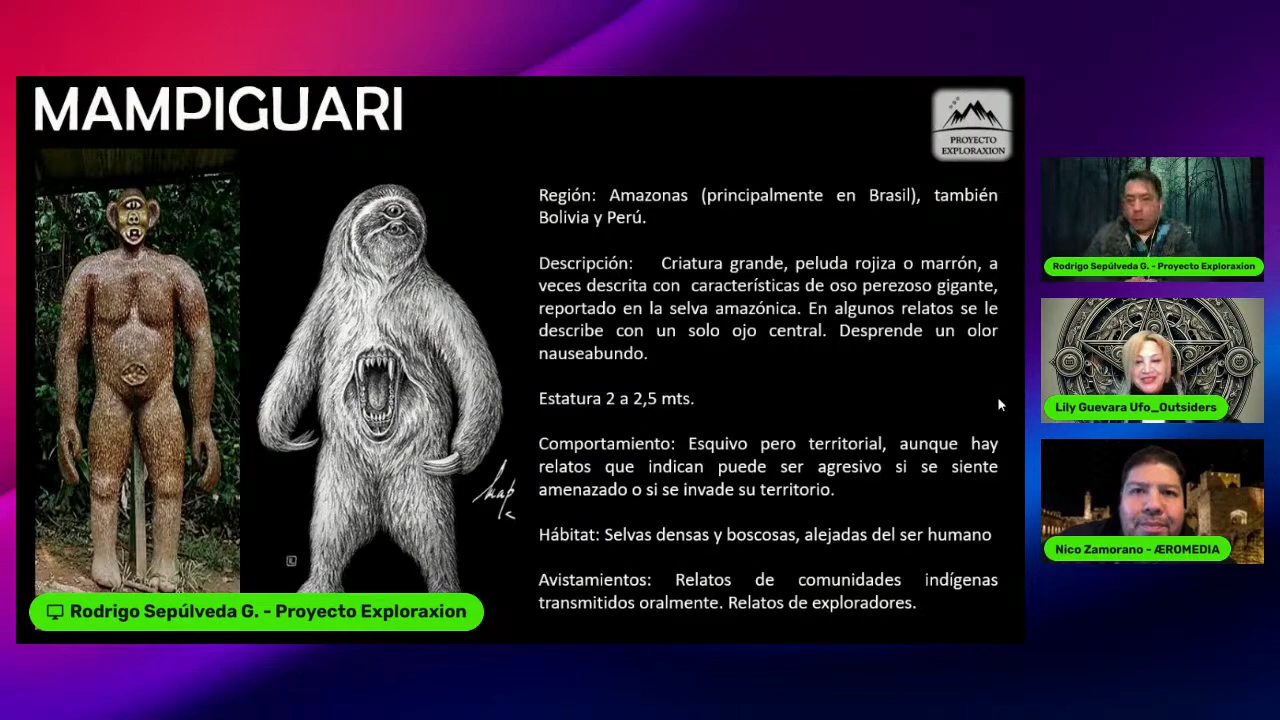 MAMPIGUARI
PROYECTO
EXPLORAXION
Región: Amazonas (principalmente en Brasil), también
Bolivia y Perú.
Descripción: Criatura grande, peluda rojiza o marrón, a
veces descrita con características de oso perezoso gigante,
reportado en la selva amazónica. En algunos relatos se le
describe con un solo ojo central. Desprende un olor
nauseabundo.
Estatura 2 a 2,5 mts.
Comportamiento: Esquivo pero territorial, aunque hay
relatos que indican puede ser agresivo si se siente
amenazado o si se invade su territorio.
Hábitat: Selvas densas y boscosas, alejadas del ser humano
Avistamientos: Relatos de comunidades indígenas
transmitidos oralmente. Relatos de exploradores.
Rodrigo Sepúlveda G. - Proyecto Exploraxion
Rodrigo Sepúlveda G. - Proyecto Exploraxion
Lily Guevara Ufo_Outsiders
Nico Zamorano - ÆROMEDIA